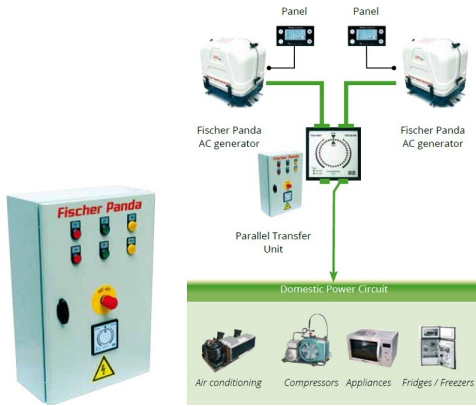 Panel
Panel
Fischer Panda
AC generator
Fischer Panda
AC generator
Fischer Panda
Parallel Transfer
Unit
Domestic Power Circuit
Air conditioning
Compressors
Appliances
Fridges / Freezers